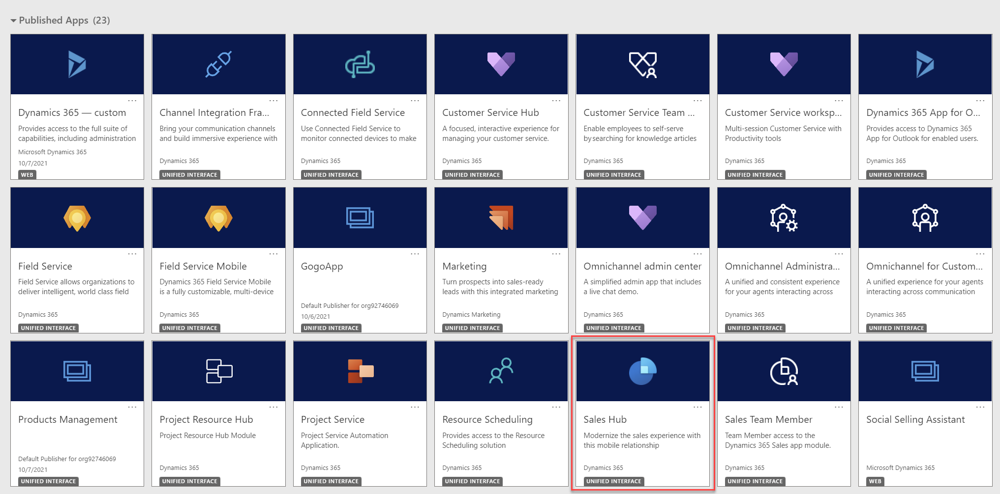 Published Apps (23)
...
Dynamics 365 — custom
Provides access to the full suite of
capabilities, including administration
Microsoft Dynamics 365
10/7/2021
WEB
...
Channel Integration Fra...
Bring your communication channels
and build immersive experience with
Dynamics 365
UNIFIED INTERFACE
...
Connected Field Service
Use Connected Field Service to
monitor connected devices to make
Dynamics 365
UNIFIED INTERFACE
...
Customer Service Hub
A focused, interactive experience for
managing your customer service.
Dynamics 365
UNIFIED INTERFACE
...
Customer Service Team ...
Enable employees to self-serve
by searching for knowledge articles
Dynamics 365
UNIFIED INTERFACE
...
Customer Service worksp...
Multi-session Customer Service with
Productivity tools
Dynamics 365
UNIFIED INTERFACE
...
Dynamics 365 App for O...
Provides access to Dynamics 365
App for Outlook for enabled users.
Dynamics 365
UNIFIED INTERFACE
...
Field Service
Field Service allows organizations to
deliver intelligent, world class field
Dynamics 365
UNIFIED INTERFACE
...
Field Service Mobile
Dynamics 365 Field Service Mobile
is a fully customizable, multi-device
Dynamics 365
UNIFIED INTERFACE
...
GogoApp
Default Publisher for org92746069
10/6/2021
UNIFIED INTERFACE
...
Marketing
Turn prospects into sales-ready
leads with this integrated marketing
Dynamics Marketing
UNIFIED INTERFACE
...
Omnichannel admin center
A simplified admin app that includes
a live chat demo.
Dynamics 365
UNIFIED INTERFACE
...
Omnichannel Administra...
A unified and consistent experience
for your agents interacting across
Dynamics 365
UNIFIED INTERFACE
...
Omnichannel for Custom...
A unified experience for your agents
interacting across communication
Dynamics 365
UNIFIED INTERFACE
...
Products Management
Default Publisher for org92746069
10/7/2021
UNIFIED INTERFACE
...
Project Resource Hub
Project Resource Hub Module
Dynamics 365
UNIFIED INTERFACE
...
Project Service
Project Service Automation
Application.
Dynamics 365
UNIFIED INTERFACE
...
Resource Scheduling
Provides access to the Resource
Scheduling solution
Dynamics 365
UNIFIED INTERFACE
...
Sales Hub
Modernize the sales experience with
this mobile relationship
Dynamics 365
UNIFIED INTERFACE
...
Sales Team Member
Team Member access to the
Dynamics 365 Sales app module.
Dynamics 365
UNIFIED INTERFACE
...
Social Selling Assistant
Microsoft Dynamics 365
WEB